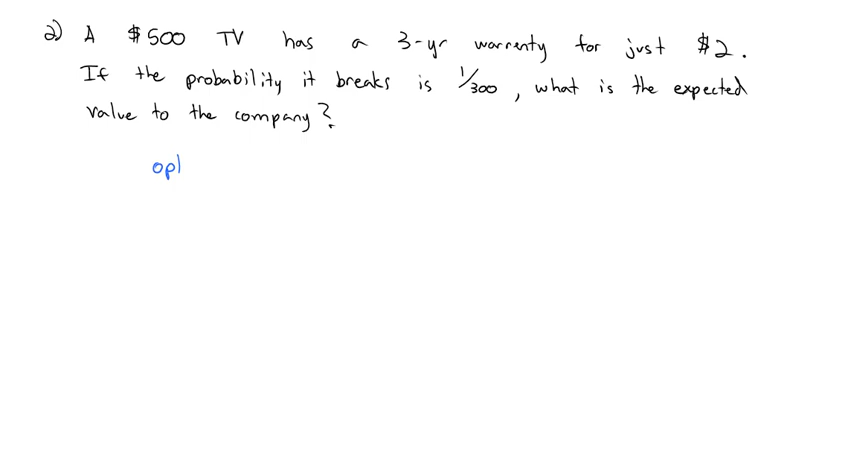 2) A $500 TV has a 3-yr warrenty for just $2.
If the probability it breaks is 1/300, what is the expected
value to the company?
opl